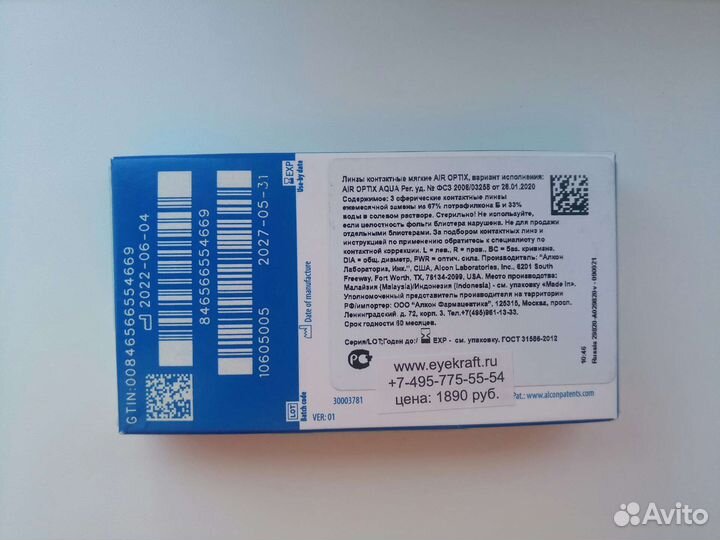 GTIN:00846566554669
2022-06-04
846566554669
10605005
2027-05-31
LOT
Batch code
Date of manufacture
EXP
Use-by date
Линзы контактные мягкие AIR OPTIX, вариант исполнения:
AIR OPTIX AQUA Рег. уд. № ФСЗ 2008/03258 от 28.01.2020
Содержимое: 3 сферические контактные линзы
ежемесячной замены из 67% лотрафилкона Б и 33%
воды в солевом растворе. Стерильно! Не используйте,
если целостность фольги блистера нарушена. Не для продажи
отдельными блистерами. За подбором контактных линз и
инструкцией по применению обратитесь к специалисту по
контактной коррекции. L = лев., R = прав., BC = баз. кривизна,
DIA = общ. диаметр, PWR = оптич. сила. Производитель: "Алкон
Лабораториз, Инк.", США, Alcon Laboratories, Inc., 6201 South
Freeway, Fort Worth, TX, 76134-2099, USA. Место производства:
Малайзия (Malaysia)/Индонезия (Indonesia) - см. упаковку «Made in».
Уполномоченный представитель производителя на территории
РФ/импортер: ООО "Алкон Фармацевтика", 125315, Москва, просп.
Ленинградский, д. 72, корп. 3. Тел.+7(495)961-13-33.
Срок годности 60 месяцев.
Серия/LOT;Годен до:/ EXP - см. упаковку. ГОСТ 31586-2012
10:46
www.eyekraft.ru
+7-495-775-55-54
цена: 1890 руб.
30003781
VER: 01
Pat.: www.alconpatents.com
Avito